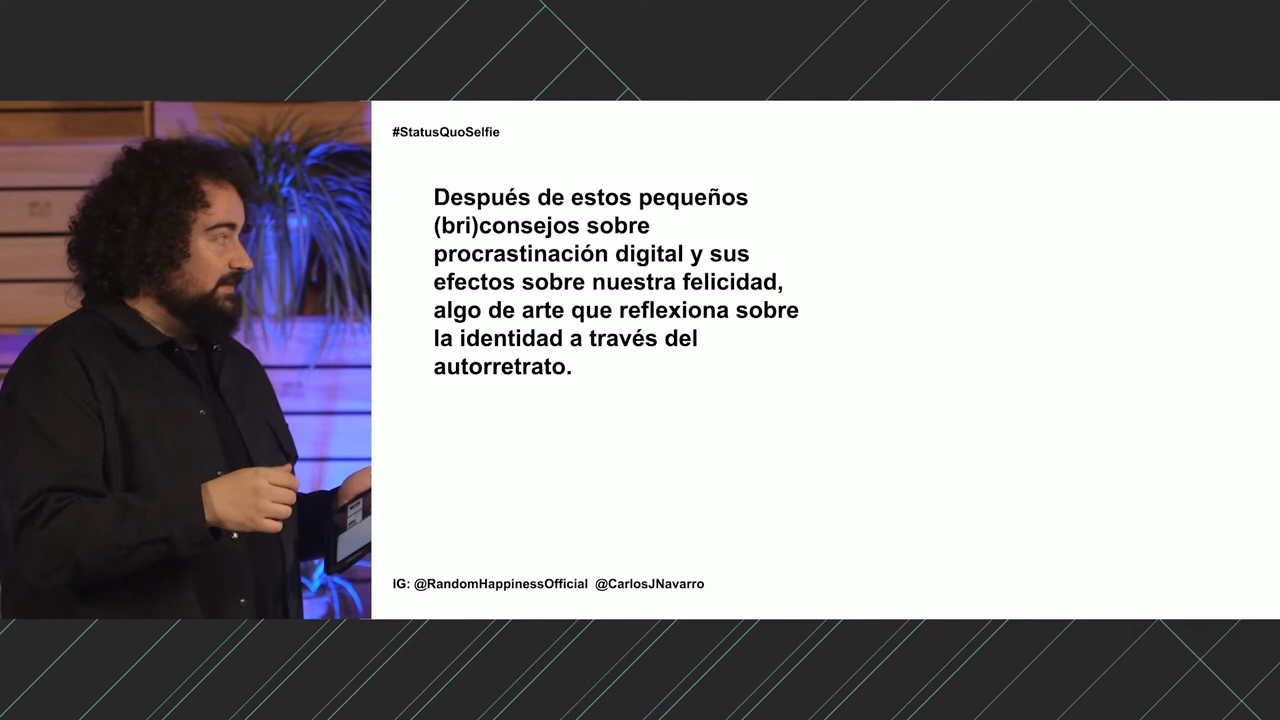 #StatusQuoSelfie
Después de estos pequeños
(bri)consejos sobre
procrastinación digital y sus
efectos sobre nuestra felicidad,
algo de arte que reflexiona sobre
la identidad a través del
autorretrato.
IG: @RandomHappinessOfficial @CarlosJNavarro